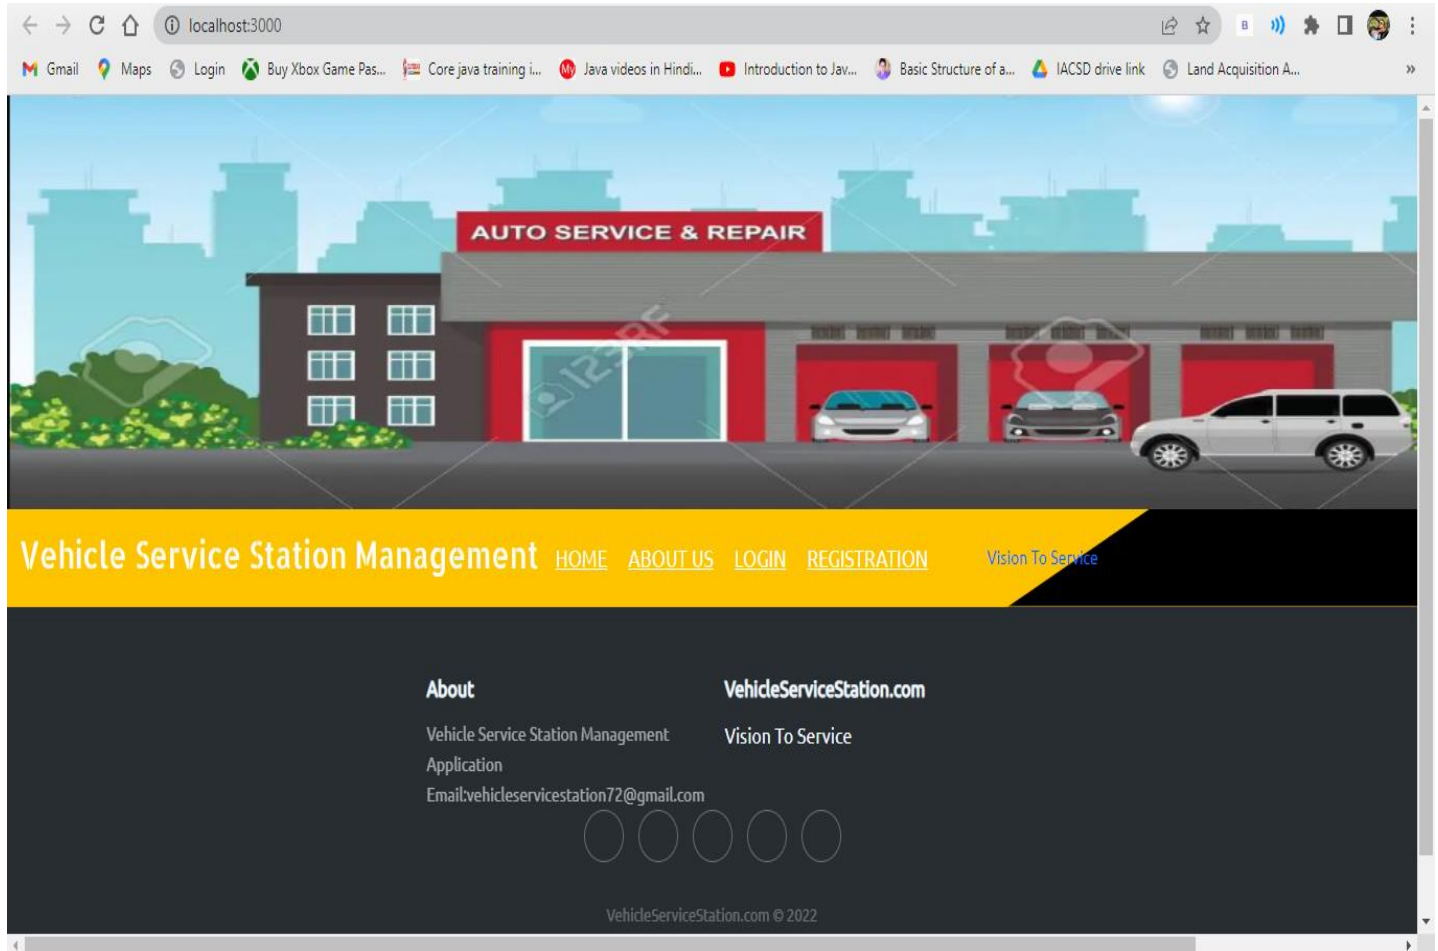 localhost:3000
B
Gmail Maps Login Buy Xbox Game Pas... Core java training i... My Java videos in Hindi... Introduction to Jav... Basic Structure of a... IACSD drive link Land Acquisition A... »
AUTO SERVICE & REPAIR
123RF
Vehicle Service Station Management HOME ABOUT US LOGIN REGISTRATION Vision To Service
About
Vehicle Service Station Management
Application
Email:vehicleservicestation72@gmail.com
VehicleServiceStation.com
Vision To Service
VehicleServiceStation.com © 2022